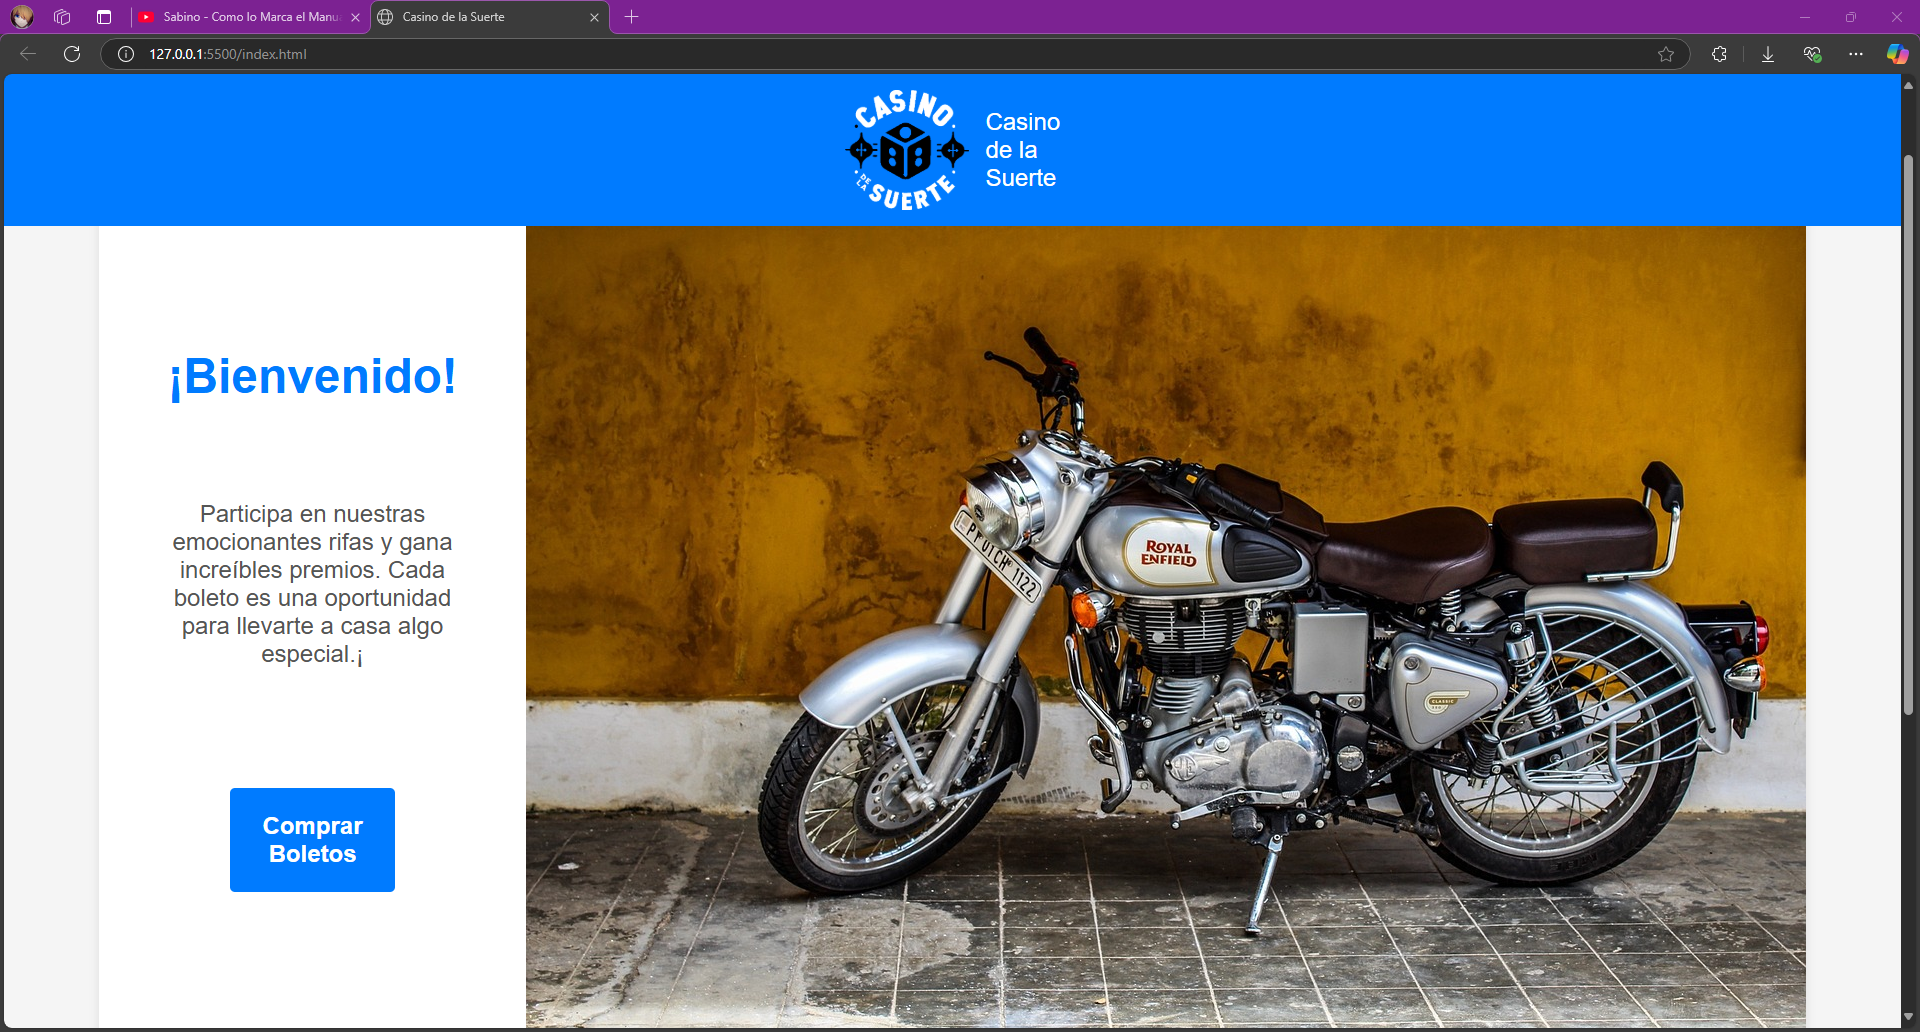 Sabino - Como lo Marca el Manu
Casino de la Suerte
127.0.0.1:5500/index.html
CASINO
DE LA
SUERTE
Casino
de la
Suerte
¡Bienvenido!
Participa en nuestras
emocionantes rifas y gana
increíbles premios. Cada
boleto es una oportunidad
para llevarte a casa algo
especial.¡
Comprar
Boletos
ROYAL
ENFIELD
1122
CLASSIC